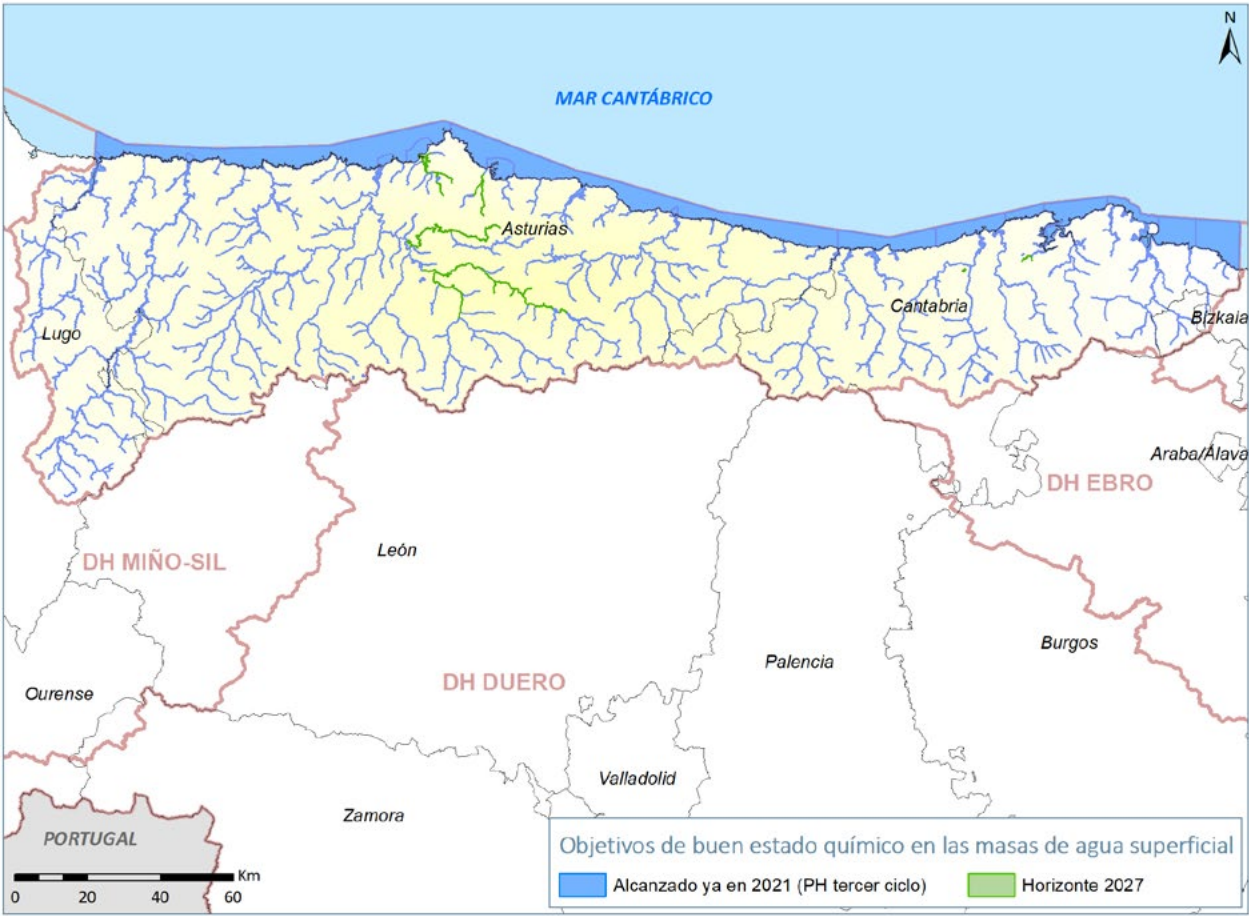 N
MAR CANTÁBRICO
Asturias
Cantabria
Bizkaia
Lugo
Araba/Álava
DH EBRO
León
DH MIÑO-SIL
Burgos
Palencia
DH DUERO
Ourense
Valladolid
Zamora
PORTUGAL
Objetivos de buen estado químico en las masas de agua superficial
Alcanzado ya en 2021 (PH tercer ciclo)
Horizonte 2027
Km
0 20 40 60